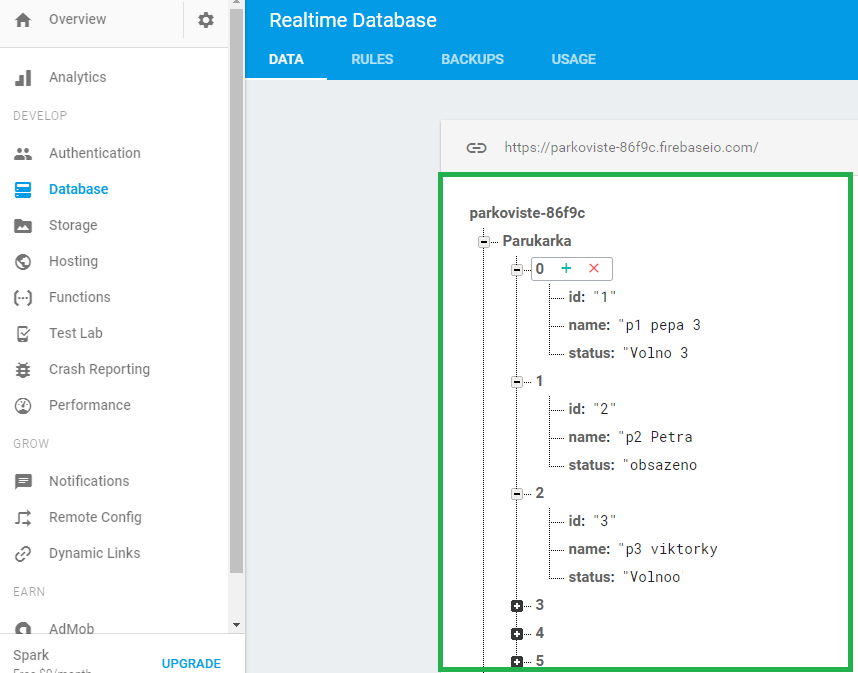 Overview
Analytics
DEVELOP
Authentication
Database
Storage
Hosting
Functions
Test Lab
Crash Reporting
Performance
GROW
Notifications
Remote Config
Dynamic Links
EARN
AdMob
Spark
UPGRADE
Free $0/month
Realtime Database
DATA RULES BACKUPS USAGE
https://parkoviste-86f9c.firebaseio.com/
parkoviste-86f9c
Parukarka
0
id: "1"
name: "p1 pepa 3
status: "Volno 3
1
id: "2"
name: "p2 Petra
status: "obsazeno
2
id: "3"
name: "p3 viktorky
status: "Volnoo
3
4
5